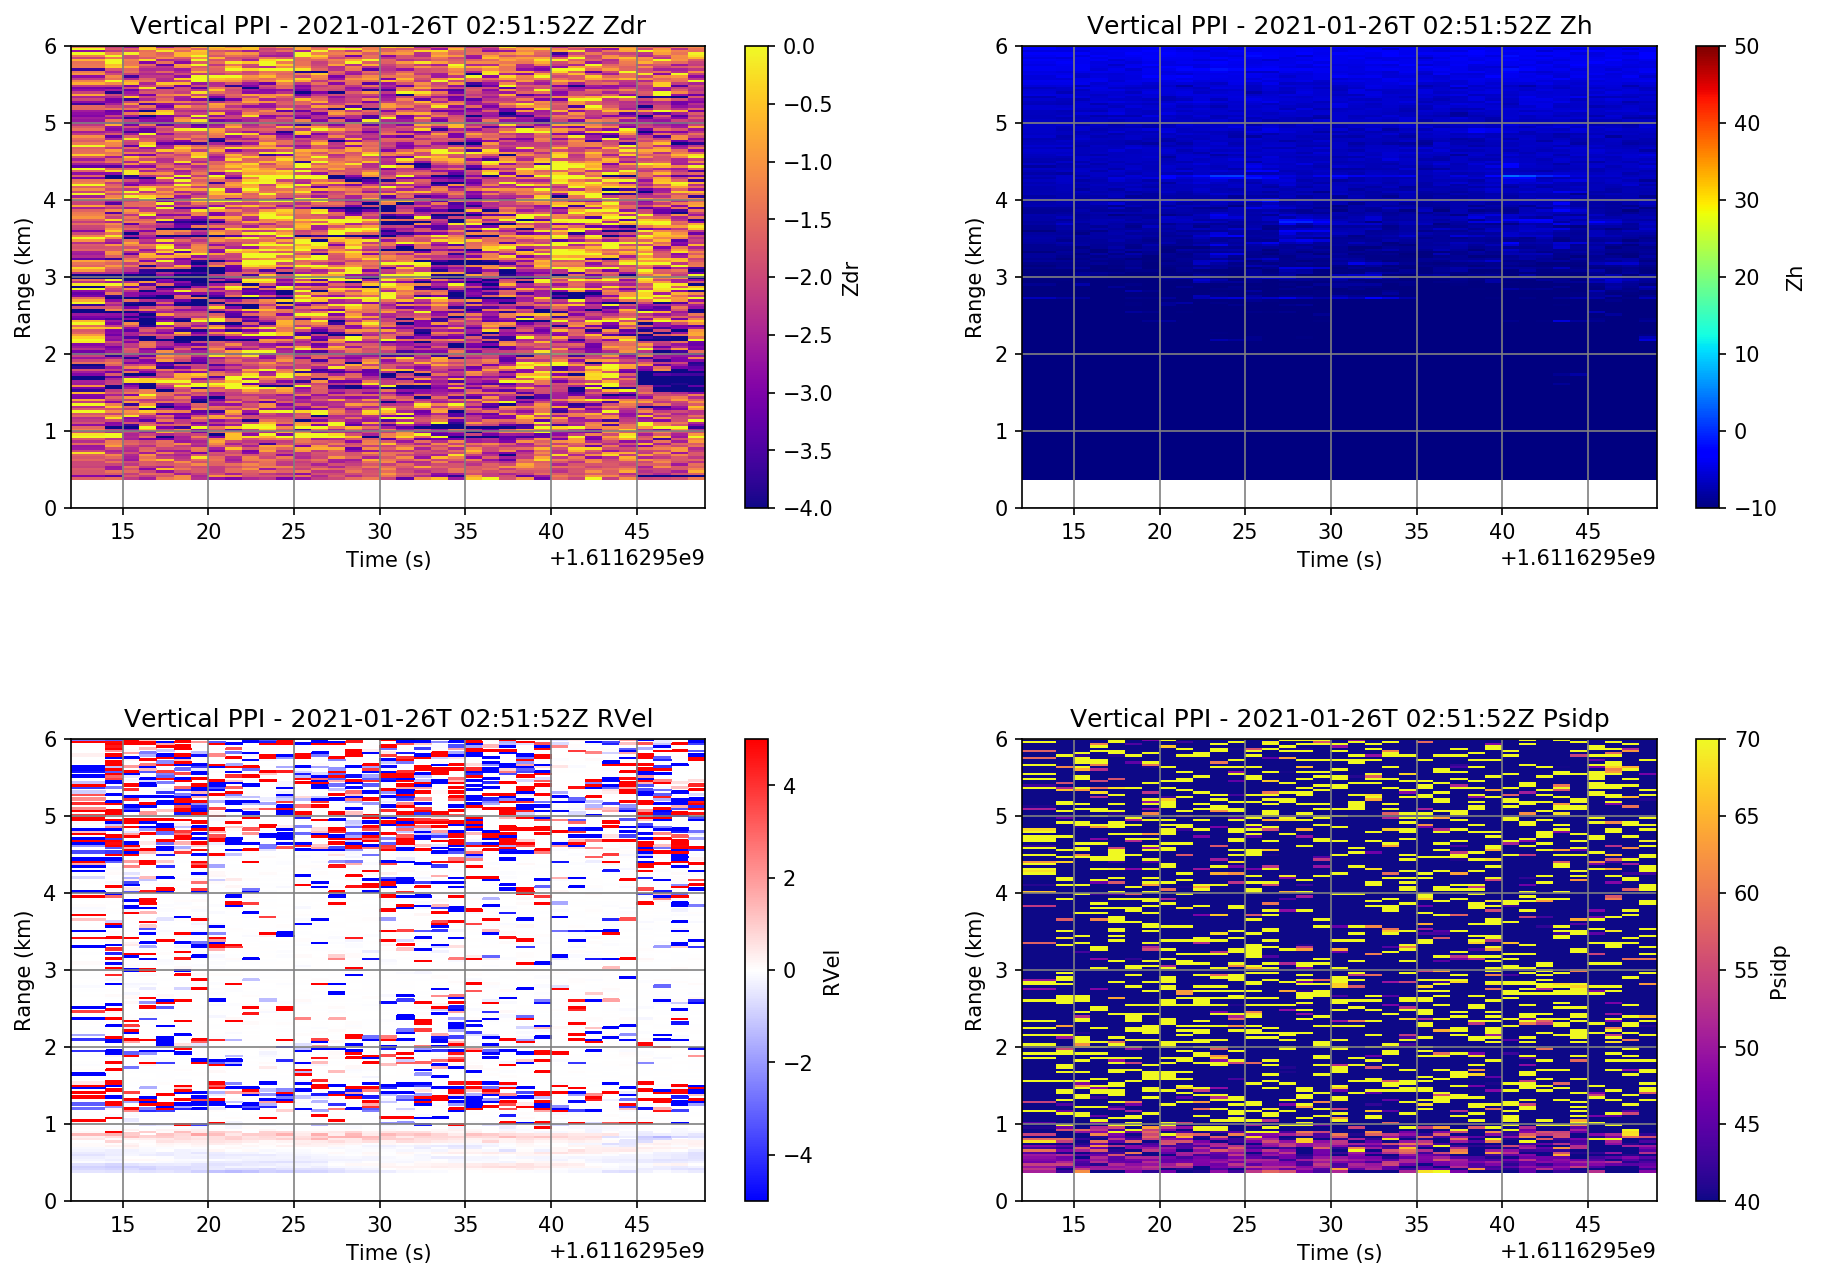 Vertical PPI - 2021-01-26T 02:51:52Z Zdr
6
5
4
3
2
1
0
Range (km)
15 20 25 30 35 40 45
Time (s)
+1.6116295e9
0.0
−0.5
−1.0
−1.5
−2.0
−2.5
−3.0
−3.5
−4.0
Zdr
Vertical PPI - 2021-01-26T 02:51:52Z Zh
6
5
4
3
2
1
0
Range (km)
15 20 25 30 35 40 45
Time (s)
+1.6116295e9
50
40
30
20
10
0
−10
Zh
Vertical PPI - 2021-01-26T 02:51:52Z RVel
6
5
4
3
2
1
0
Range (km)
15 20 25 30 35 40 45
Time (s)
+1.6116295e9
4
2
0
−2
−4
RVel
Vertical PPI - 2021-01-26T 02:51:52Z Psidp
6
5
4
3
2
1
0
Range (km)
15 20 25 30 35 40 45
Time (s)
+1.6116295e9
70
65
60
55
50
45
40
Psidp